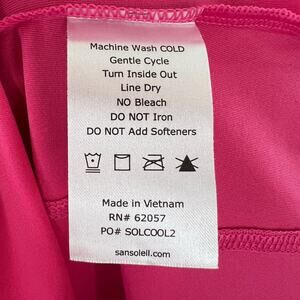 Machine Wash COLD
Gentle Cycle
Turn Inside Out
Line Dry
NO Bleach
DO NOT Iron
DO NOT Add Softeners
Made in Vietnam
RN# 62057
PO# SOLCOOL2
sansoleil.com